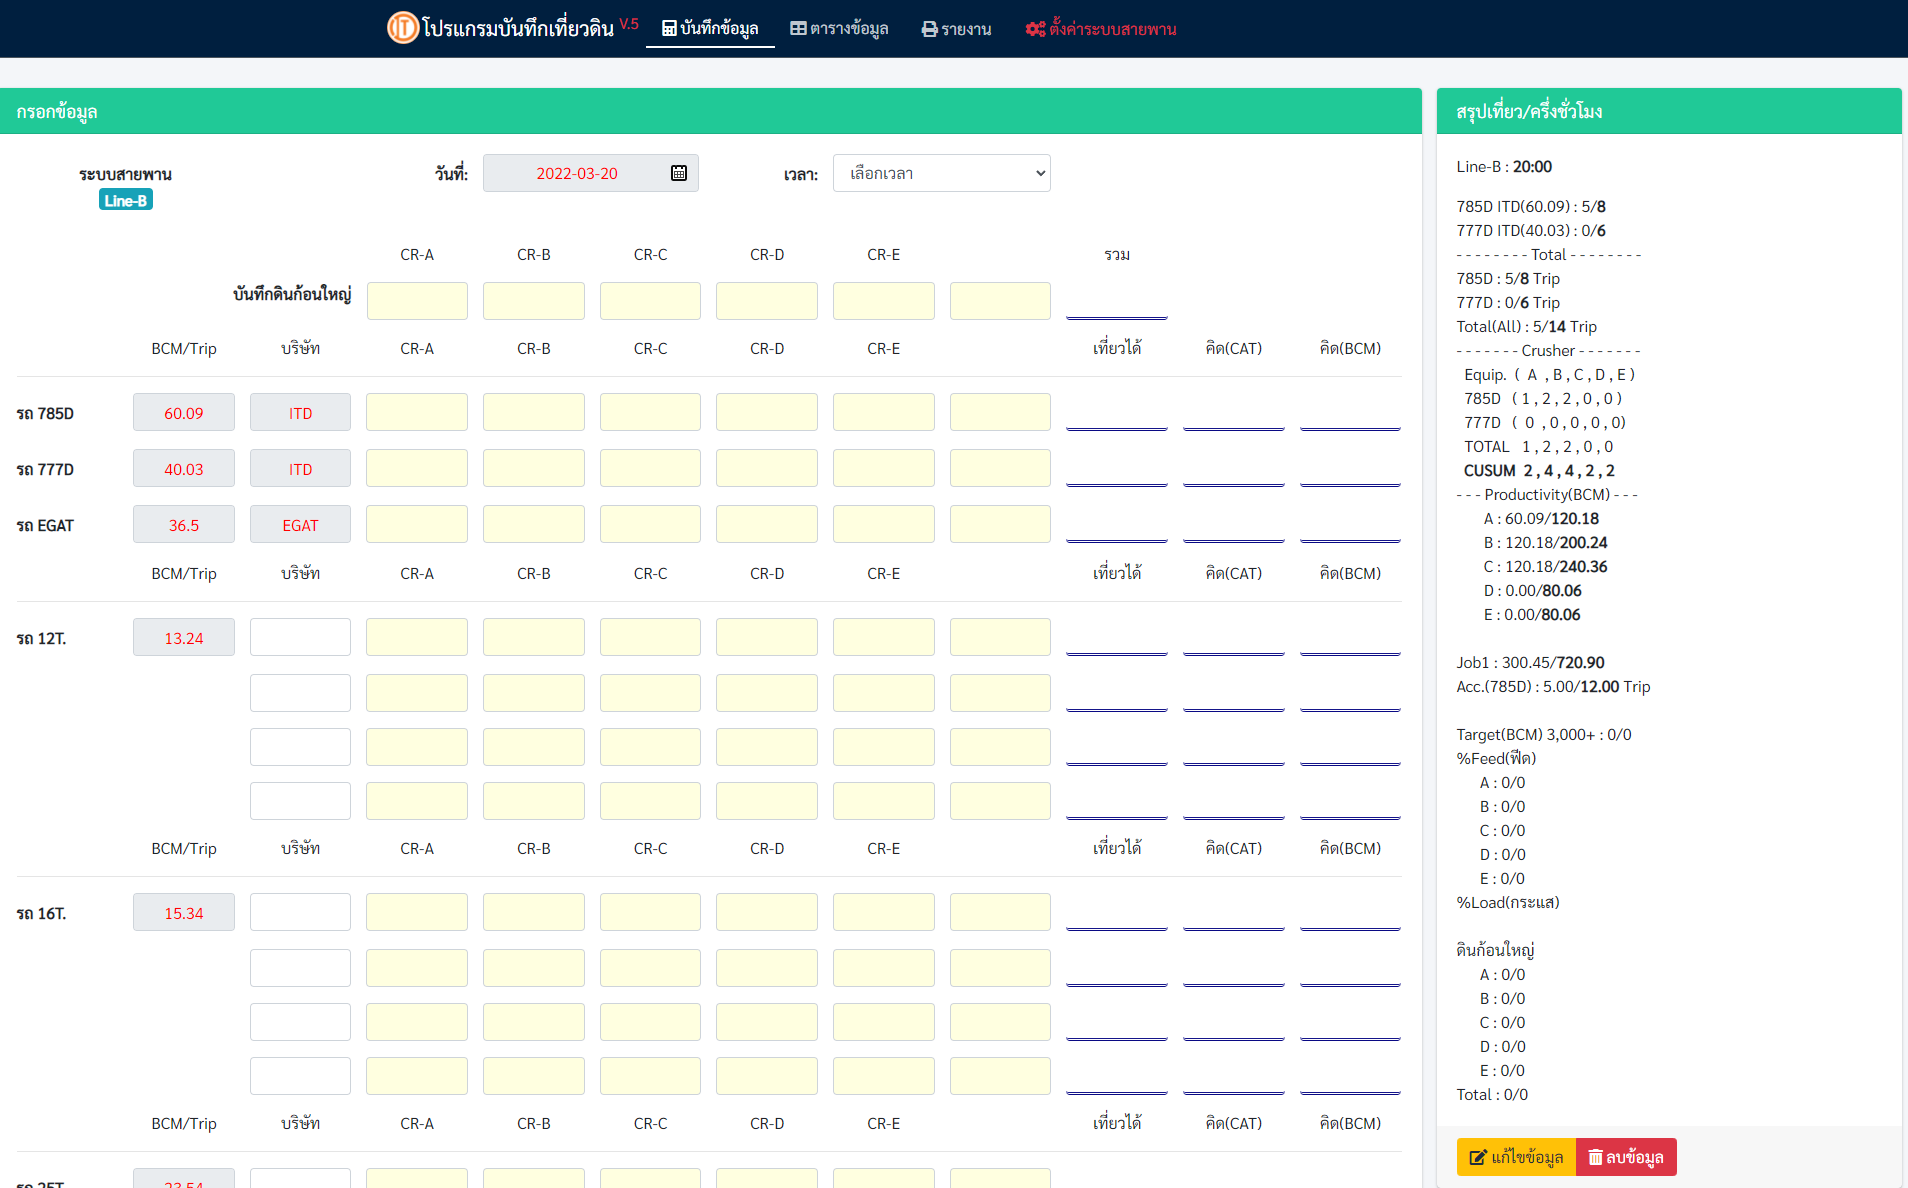 โปรแกรมบันทึกเที่ยวดิน V.5 บันทึกข้อมูล ตารางข้อมูล รายงาน ตั้งค่าระบบสายพาน
กรอกข้อมูล
ระบบสายพาน วันที่: 2022-03-20 เวลา: เลือกเวลา
Line-B
CR-A CR-B CR-C CR-D CR-E รวม
บันทึกดินก้อนใหญ่
BCM/Trip บริษัท CR-A CR-B CR-C CR-D CR-E เที่ยวได้ คิด(CAT) คิด(BCM)
รถ 785D 60.09 ITD
รถ 777D 40.03 ITD
รถ EGAT 36.5 EGAT
BCM/Trip บริษัท CR-A CR-B CR-C CR-D CR-E เที่ยวได้ คิด(CAT) คิด(BCM)
รถ 12T. 13.24
BCM/Trip บริษัท CR-A CR-B CR-C CR-D CR-E เที่ยวได้ คิด(CAT) คิด(BCM)
รถ 16T. 15.34
BCM/Trip บริษัท CR-A CR-B CR-C CR-D CR-E เที่ยวได้ คิด(CAT) คิด(BCM)
รถ 25T. 23.54
สรุปเที่ยว/ครึ่งชั่วโมง
Line-B : 20:00
785D ITD(60.09) : 5/8
777D ITD(40.03) : 0/6
- - - - - - - - Total - - - - - - - -
785D : 5/8 Trip
777D : 0/6 Trip
Total(All) : 5/14 Trip
- - - - - - - Crusher - - - - - - -
Equip. ( A , B , C , D , E )
785D ( 1 , 2 , 2 , 0 , 0 )
777D ( 0 , 0 , 0 , 0 , 0)
TOTAL 1 , 2 , 2 , 0 , 0
CUSUM 2 , 4 , 4 , 2 , 2
- - - Productivity(BCM) - - -
A : 60.09/120.18
B : 120.18/200.24
C : 120.18/240.36
D : 0.00/80.06
E : 0.00/80.06
Job1 : 300.45/720.90
Acc.(785D) : 5.00/12.00 Trip
Target(BCM) 3,000+ : 0/0
%Feed(ฟีด)
A : 0/0
B : 0/0
C : 0/0
D : 0/0
E : 0/0
%Load(กระแส)
ดินก้อนใหญ่
A : 0/0
B : 0/0
C : 0/0
D : 0/0
E : 0/0
Total : 0/0
แก้ไขข้อมูล ลบข้อมูล